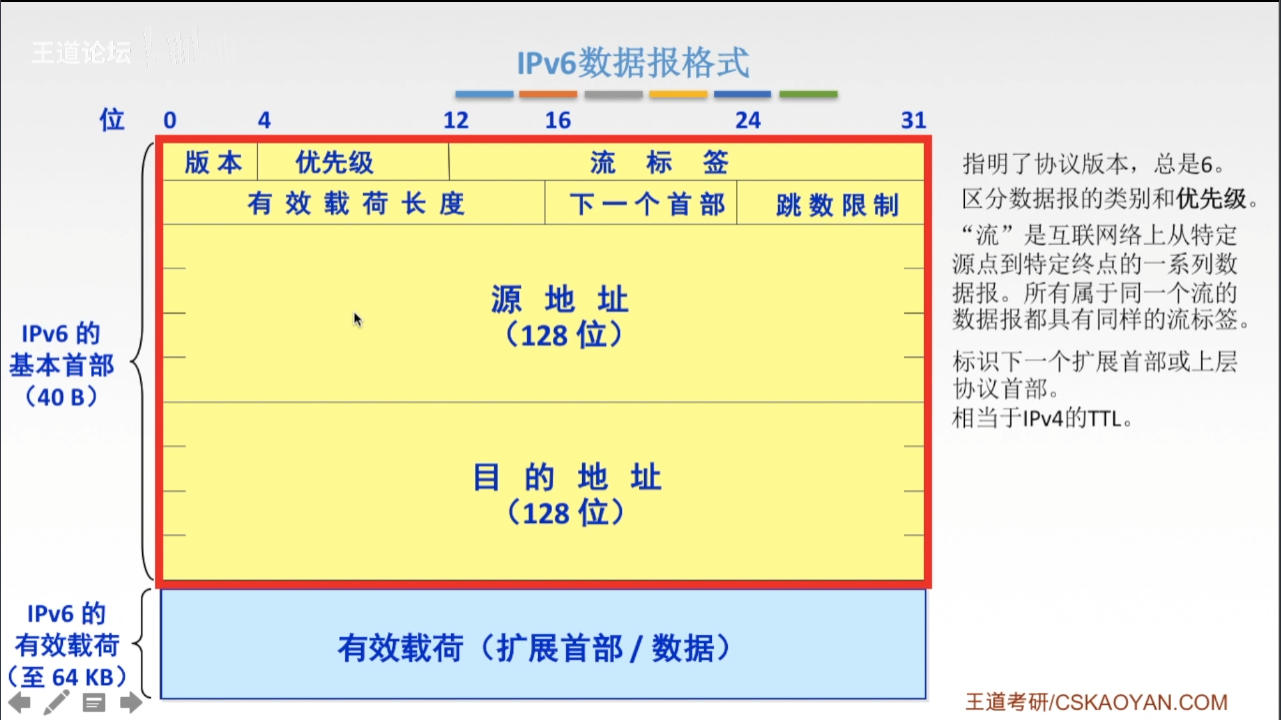 王道论坛
IPv6数据报格式
位 0 4 12 16 24 31
版本 优先级 流标签
有效载荷长度 下一个首部 跳数限制
源地址
（128 位）
目的地址
（128 位）
IPv6 的
基本首部
（40 B）
IPv6 的
有效载荷
（至 64 KB）
有效载荷（扩展首部 / 数据）
指明了协议版本，总是6。
区分数据报的类别和优先级。
“流”是互联网络上从特定
源点到特定终点的一系列数
据报。所有属于同一个流的
数据报都具有同样的流标签。
标识下一个扩展首部或上层
协议首部。
相当于IPv4的TTL。
王道考研/CSKAOYAN.COM